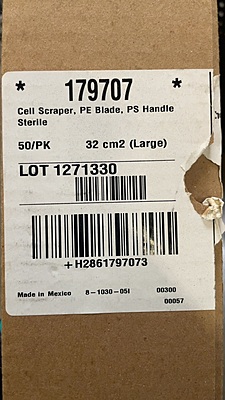 * 179707 *
Cell Scraper, PE Blade, PS Handle
Sterile
50/PK 32 cm2 (Large)
LOT 1271330
+H2861797073
Made in Mexico 8-1030-05I 00300
00057